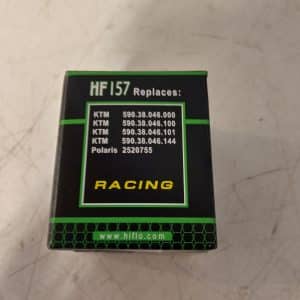 HF157 Replaces:
KTM 590.38.046.000
KTM 590.38.046.100
KTM 590.38.046.101
KTM 590.38.046.144
Polaris 2520755
RACING
www.hiflo.com